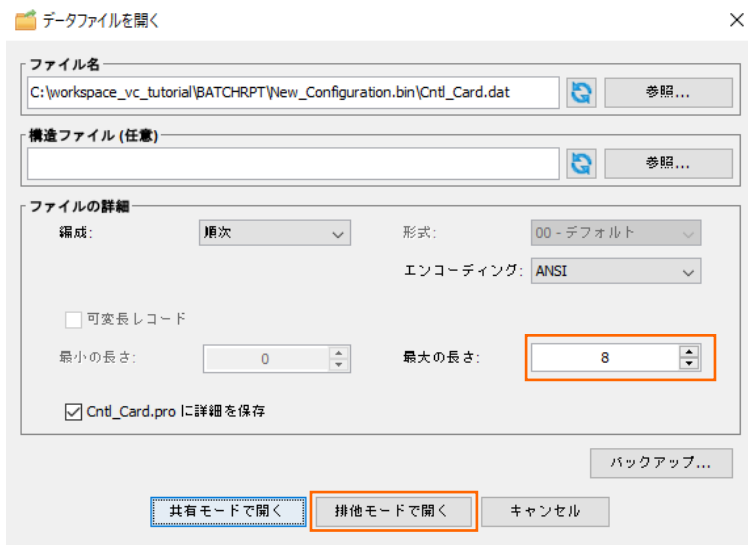 データファイルを開く
ファイル名
C:\workspace_vc_tutorial\BATCHRPT\New_Configuration.bin\Cntl_Card.dat
参照...
構造ファイル (任意)
参照...
ファイルの詳細
編成: 順次 形式: 00 - デフォルト
エンコーディング: ANSI
可変長レコード
最小の長さ: 0 最大の長さ: 8
Cntl_Card.pro に詳細を保存
バックアップ...
共有モードで開く 排他モードで開く キャンセル